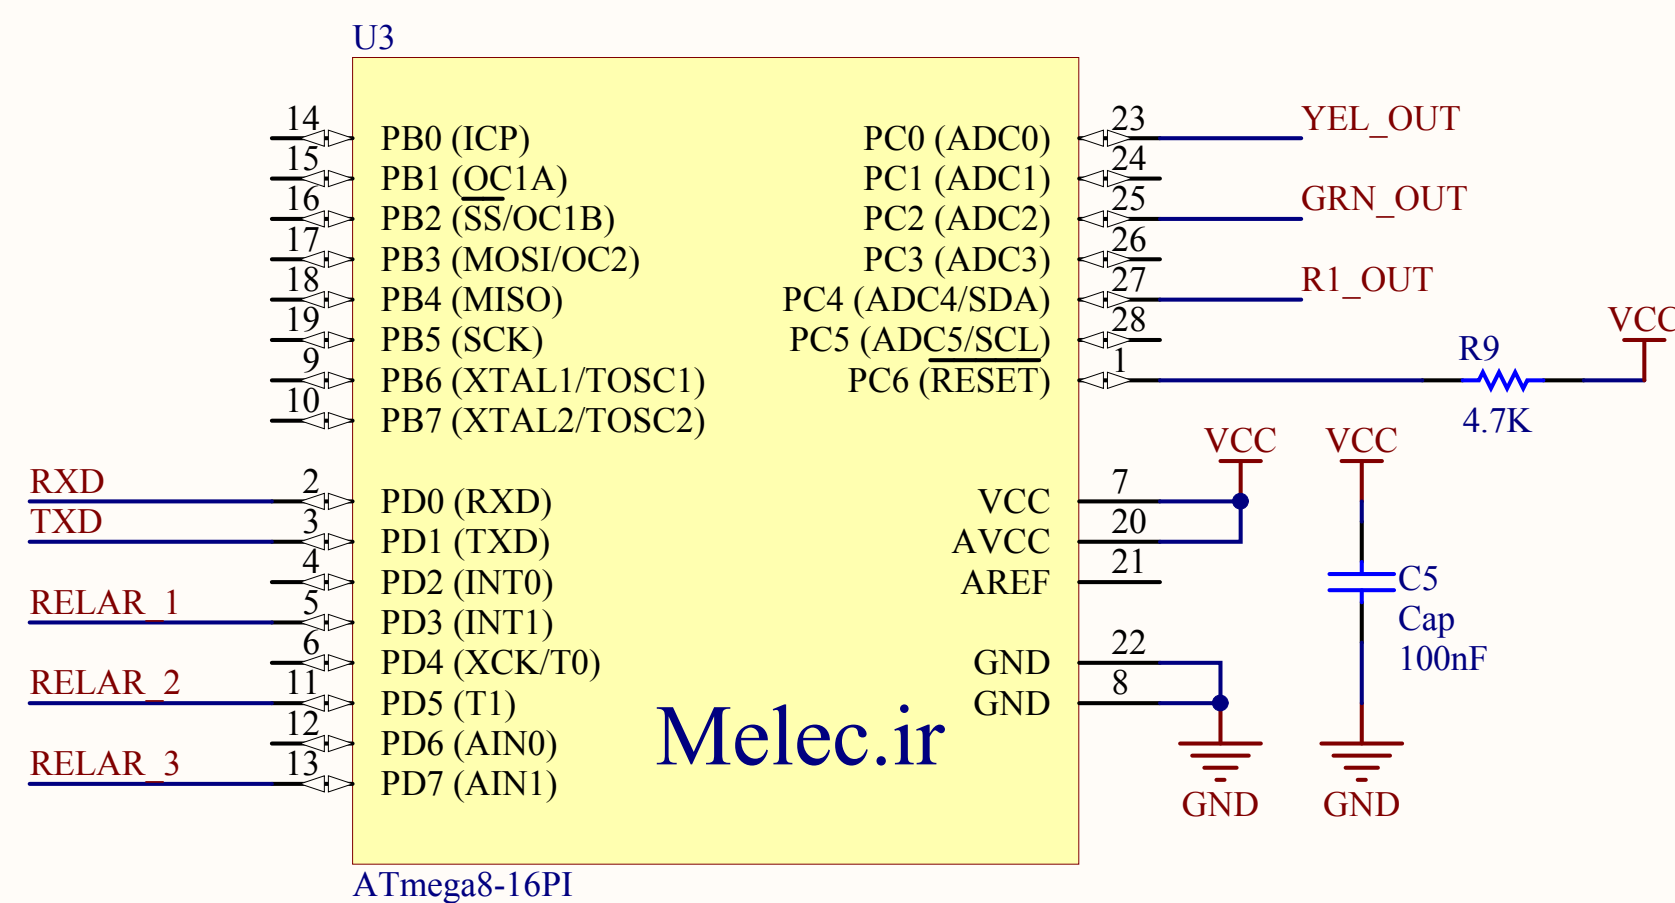 U3
14 PB0 (ICP)
15 PB1 (OC1A)
16 PB2 (SS/OC1B)
17 PB3 (MOSI/OC2)
18 PB4 (MISO)
19 PB5 (SCK)
9 PB6 (XTAL1/TOSC1)
10 PB7 (XTAL2/TOSC2)
RXD 2 PD0 (RXD)
TXD 3 PD1 (TXD)
4 PD2 (INT0)
RELAR_1 5 PD3 (INT1)
6 PD4 (XCK/T0)
RELAR_2 11 PD5 (T1)
12 PD6 (AIN0)
RELAR_3 13 PD7 (AIN1)
PC0 (ADC0) 23 YEL_OUT
PC1 (ADC1) 24
PC2 (ADC2) 25 GRN_OUT
PC3 (ADC3) 26
PC4 (ADC4/SDA) 27 R1_OUT
PC5 (ADC5/SCL) 28
PC6 (RESET) 1
R9
4.7K
VCC
VCC 7
AVCC 20
AREF 21
GND 22
GND 8
VCC
GND
VCC
C5
Cap
100nF
GND
Melec.ir
ATmega8-16PI